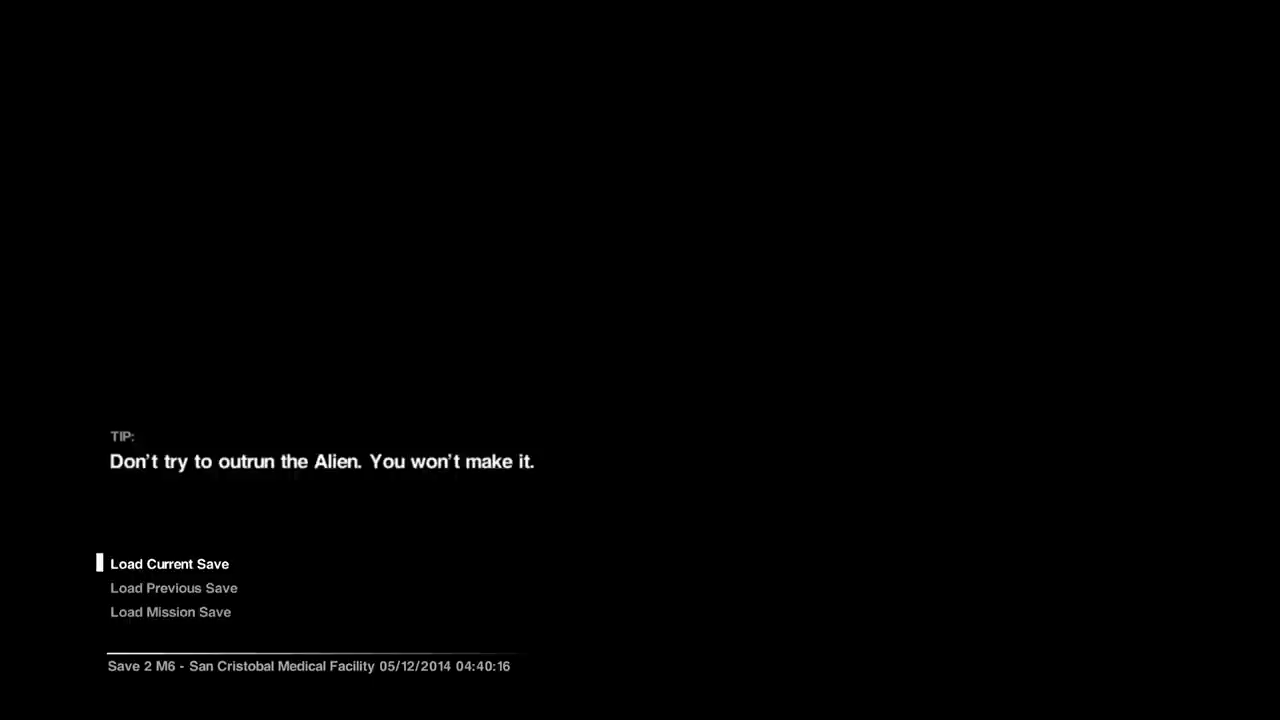 TIP:
Don't try to outrun the Alien. You won't make it.
Load Current Save
Load Previous Save
Load Mission Save
Save 2 M6 - San Cristobal Medical Facility 05/12/2014 04:40:16